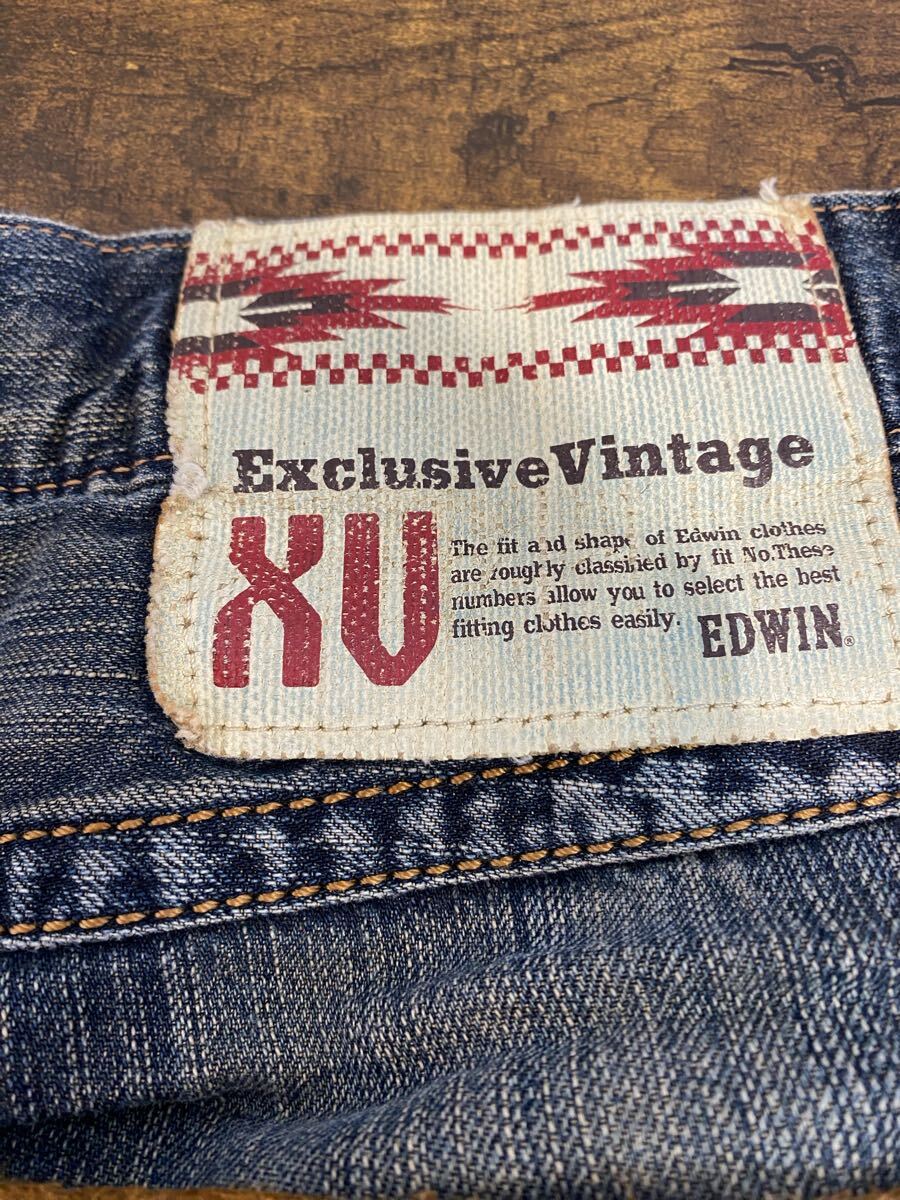 ExclusiveVintage
XV
The fit and shape of Edwin clothes
are roughly classified by fit No.These
numbers allow you to select the best
fitting clothes easily.
EDWIN®